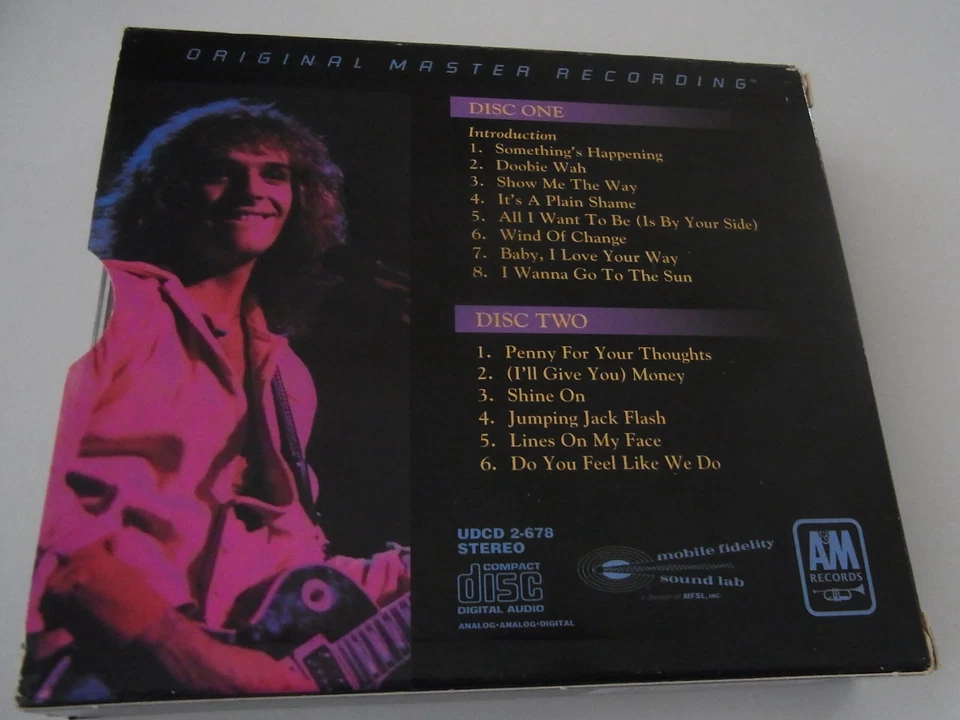 ORIGINAL MASTER RECORDING™
DISC ONE
Introduction
1. Something's Happening
2. Doobie Wah
3. Show Me The Way
4. It's A Plain Shame
5. All I Want To Be (Is By Your Side)
6. Wind Of Change
7. Baby, I Love Your Way
8. I Wanna Go To The Sun
DISC TWO
1. Penny For Your Thoughts
2. (I'll Give You) Money
3. Shine On
4. Jumping Jack Flash
5. Lines On My Face
6. Do You Feel Like We Do
UDCD 2-678
STEREO
COMPACT
disc
DIGITAL AUDIO
ANALOG•ANALOG•DIGITAL
mobile fidelity
sound lab
a division of MFSL, INC.
A&M
RECORDS